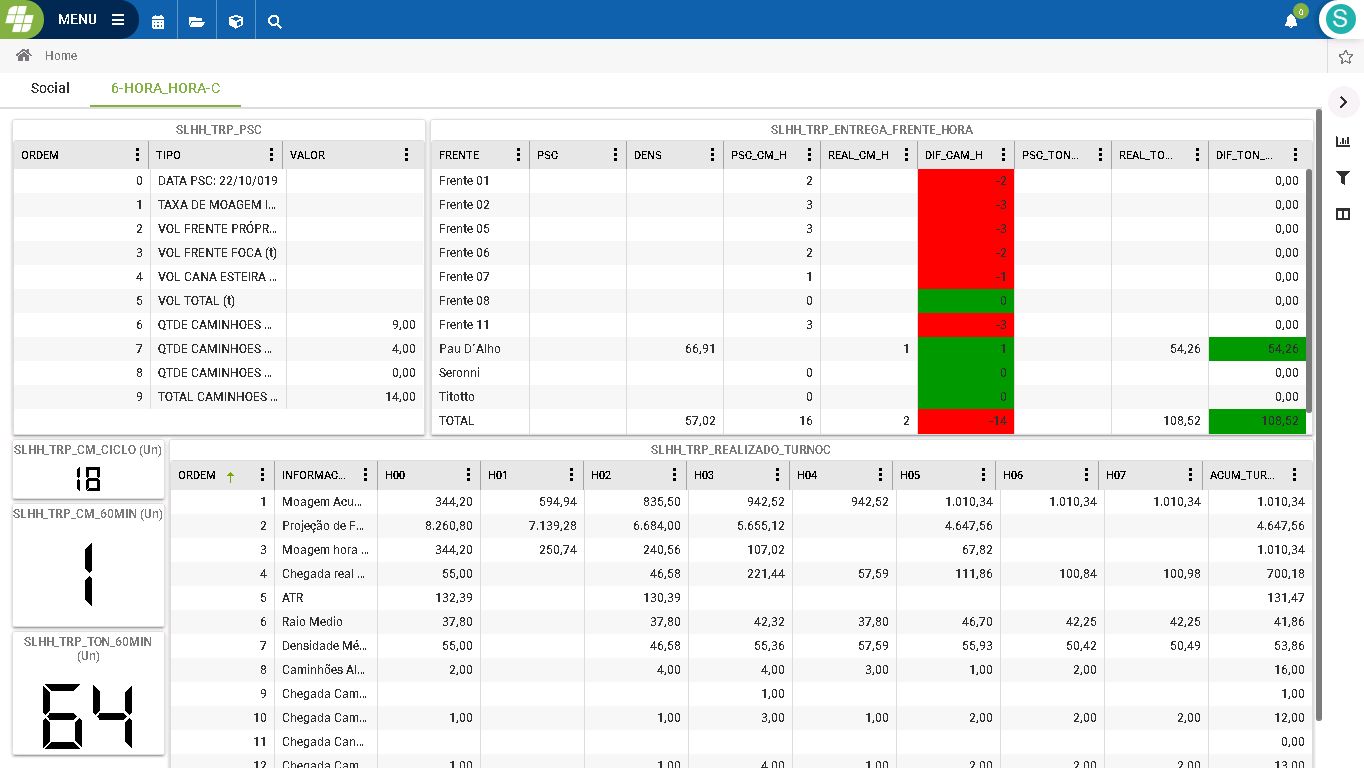 MENU
0
S
Home
Social 6-HORA_HORA-C
SLHH_TRP_PSC
ORDEM TIPO VALOR
0 DATA PSC: 22/10/019
1 TAXA DE MOAGEM I...
2 VOL FRENTE PRÓPR...
3 VOL FRENTE FOCA (t)
4 VOL CANA ESTEIRA ...
5 VOL TOTAL (t)
6 QTDE CAMINHOES ... 9,00
7 QTDE CAMINHOES ... 4,00
8 QTDE CAMINHOES ... 0,00
9 TOTAL CAMINHOES ... 14,00
SLHH_TRP_ENTREGA_FRENTE_HORA
FRENTE PSC DENS PSC_CM_H REAL_CM_H DIF_CAM_H PSC_TON... REAL_TO... DIF_TON_...
Frente 01 2 -2 0,00
Frente 02 3 -3 0,00
Frente 05 3 -3 0,00
Frente 06 2 -2 0,00
Frente 07 1 -1 0,00
Frente 08 0 0 0,00
Frente 11 3 -3 0,00
Pau D´Alho 66,91 1 1 54,26 54,26
Seronni 0 0 0,00
Titotto 0 0 0,00
TOTAL 57,02 16 2 -14 108,52 108,52
SLHH_TRP_CM_CICLO (Un)
18
SLHH_TRP_CM_60MIN (Un)
1
SLHH_TRP_TON_60MIN
(Un)
64
SLHH_TRP_REALIZADO_TURNOC
ORDEM INFORMAC... H00 H01 H02 H03 H04 H05 H06 H07 ACUM_TUR...
1 Moagem Acu... 344,20 594,94 835,50 942,52 942,52 1.010,34 1.010,34 1.010,34 1.010,34
2 Projeção de F... 8.260,80 7.139,28 6.684,00 5.655,12 4.647,56 4.647,56
3 Moagem hora ... 344,20 250,74 240,56 107,02 67,82 1.010,34
4 Chegada real ... 55,00 46,58 221,44 57,59 111,86 100,84 100,98 700,18
5 ATR 132,39 130,39 131,47
6 Raio Medio 37,80 37,80 42,32 37,80 46,70 42,25 42,25 41,86
7 Densidade Mé... 55,00 46,58 55,36 57,59 55,93 50,42 50,49 53,86
8 Caminhões Al... 2,00 4,00 4,00 3,00 1,00 2,00 16,00
9 Chegada Cam... 1,00 1,00
10 Chegada Cam... 1,00 1,00 3,00 1,00 2,00 2,00 2,00 12,00
11 Chegada Can... 0,00
12 Chegada Cam... 1,00 1,00 4,00 1,00 2,00 2,00 2,00 13,00